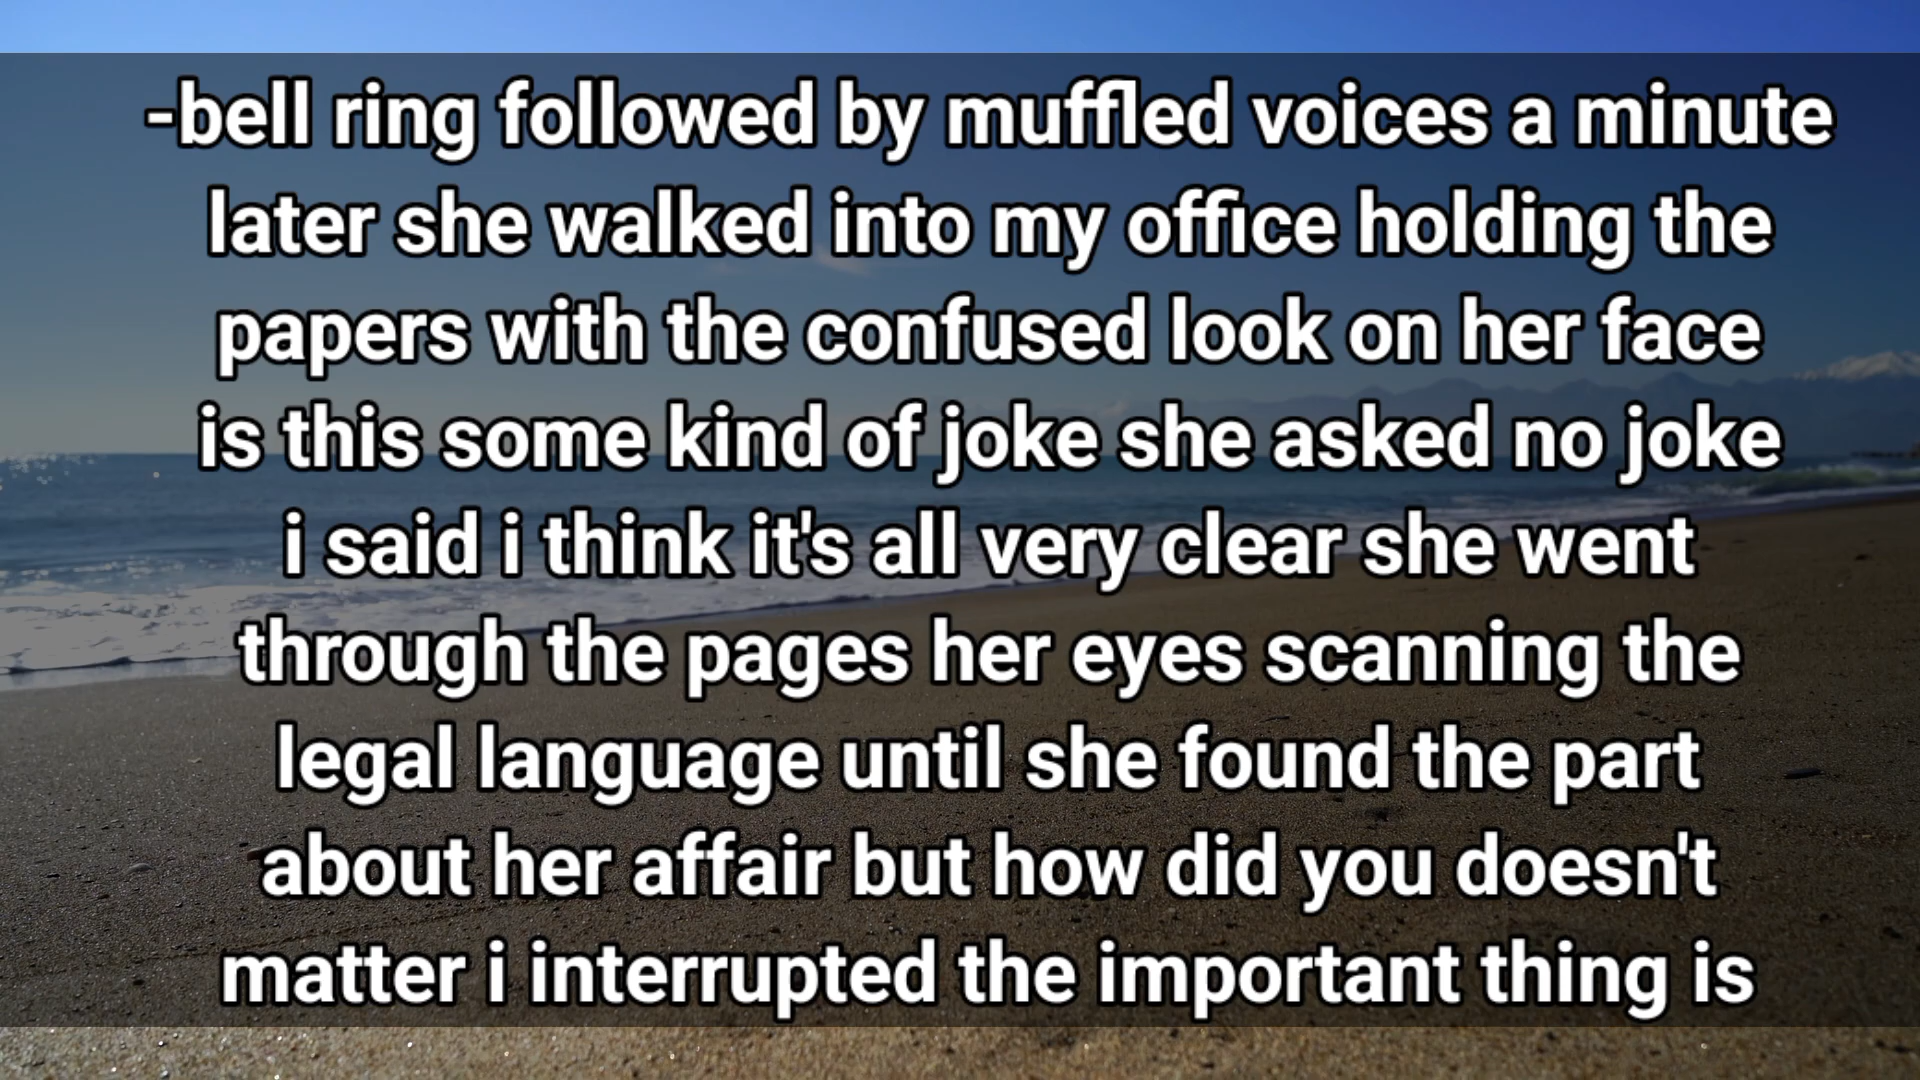 -bell ring followed by muffled voices a minute
later she walked into my office holding the
papers with the confused look on her face
is this some kind of joke she asked no joke
i said i think it's all very clear she went
through the pages her eyes scanning the
legal language until she found the part
about her affair but how did you doesn't
matter i interrupted the important thing is